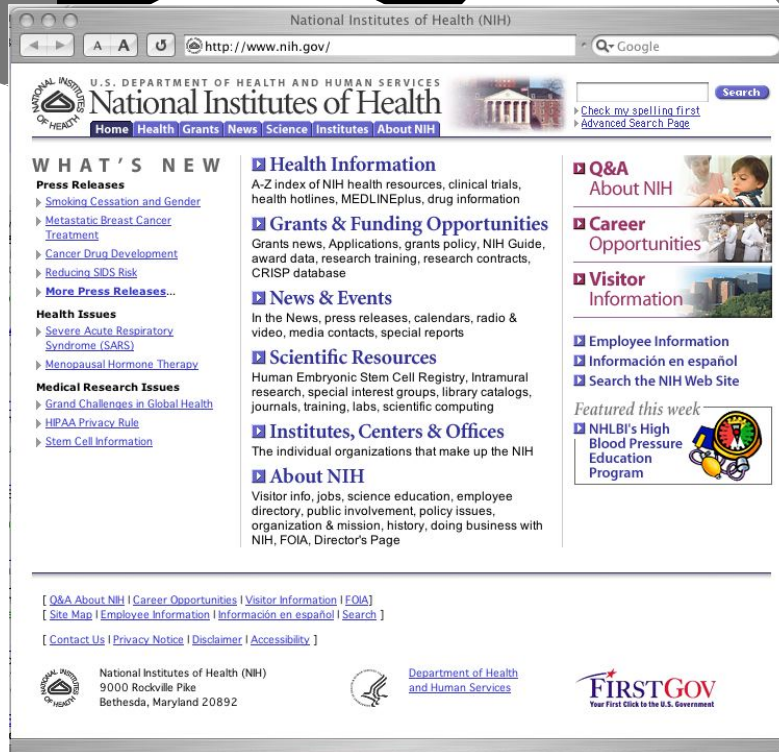 National Institutes of Health (NIH)
A A http://www.nih.gov/ Q Google
NATIONAL INSTITUTES OF HEALTH
U.S. DEPARTMENT OF HEALTH AND HUMAN SERVICES
National Institutes of Health
Home Health Grants News Science Institutes About NIH
Search
Check my spelling first
Advanced Search Page
WHAT'S NEW
Press Releases
Smoking Cessation and Gender
Metastatic Breast Cancer
Treatment
Cancer Drug Development
Reducing SIDS Risk
More Press Releases...
Health Issues
Severe Acute Respiratory
Syndrome (SARS)
Menopausal Hormone Therapy
Medical Research Issues
Grand Challenges in Global Health
HIPAA Privacy Rule
Stem Cell Information
Health Information
A-Z index of NIH health resources, clinical trials,
health hotlines, MEDLINEplus, drug information
Grants & Funding Opportunities
Grants news, Applications, grants policy, NIH Guide,
award data, research training, research contracts,
CRISP database
News & Events
In the News, press releases, calendars, radio &
video, media contacts, special reports
Scientific Resources
Human Embryonic Stem Cell Registry, Intramural
research, special interest groups, library catalogs,
journals, training, labs, scientific computing
Institutes, Centers & Offices
The individual organizations that make up the NIH
About NIH
Visitor info, jobs, science education, employee
directory, public involvement, policy issues,
organization & mission, history, doing business with
NIH, FOIA, Director's Page
Q&A
About NIH
Career
Opportunities
Visitor
Information
Employee Information
Información en español
Search the NIH Web Site
Featured this week
NHLBI's High
Blood Pressure
Education
Program
[ Q&A About NIH | Career Opportunities | Visitor Information | FOIA]
[ Site Map | Employee Information | Información en español | Search ]
[ Contact Us | Privacy Notice | Disclaimer | Accessibility ]
NATIONAL INSTITUTES OF HEALTH
National Institutes of Health (NIH)
9000 Rockville Pike
Bethesda, Maryland 20892
Department of Health
and Human Services
FIRSTGOV
Your First Click to the U.S. Government